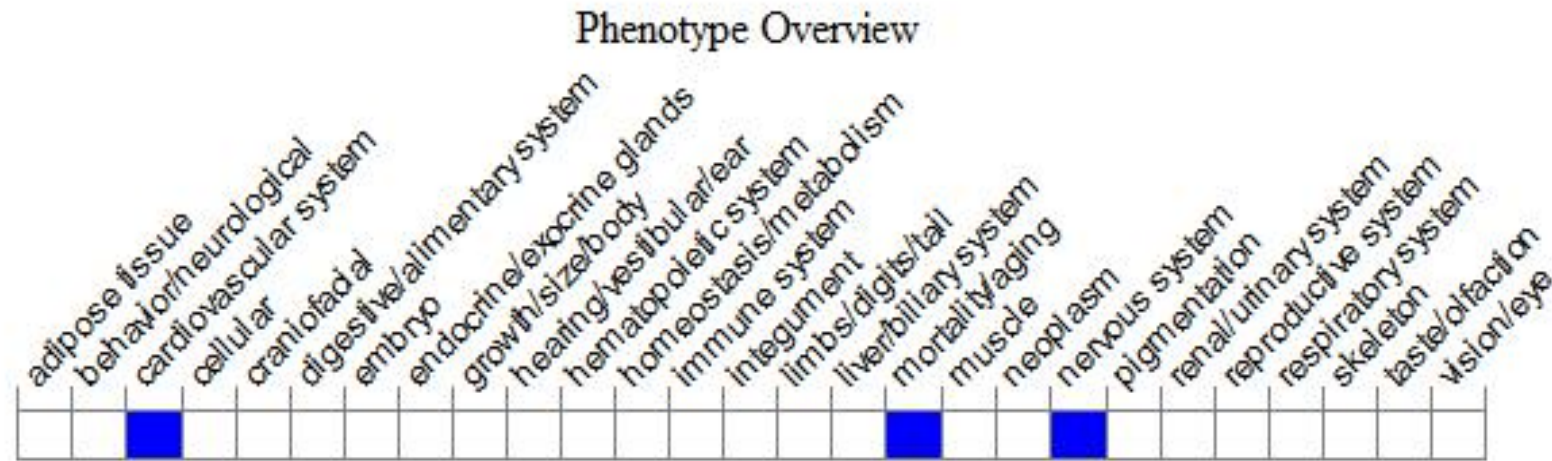 Phenotype Overview
adipose tissue
behavior/neurological
cardiovascular system
cellular
craniofacial
digestive/alimentary system
embryo
endocrine/exocrine glands
growth/size/body
hearing/vestibular/ear
hematopoietic system
homeostasis/metabolism
immune system
integument
limbs/digits/tail
liver/biliary system
mortality/aging
muscle
neoplasm
nervous system
pigmentation
renal/urinary system
reproductive system
respiratory system
skeleton
taste/olfaction
vision/eye